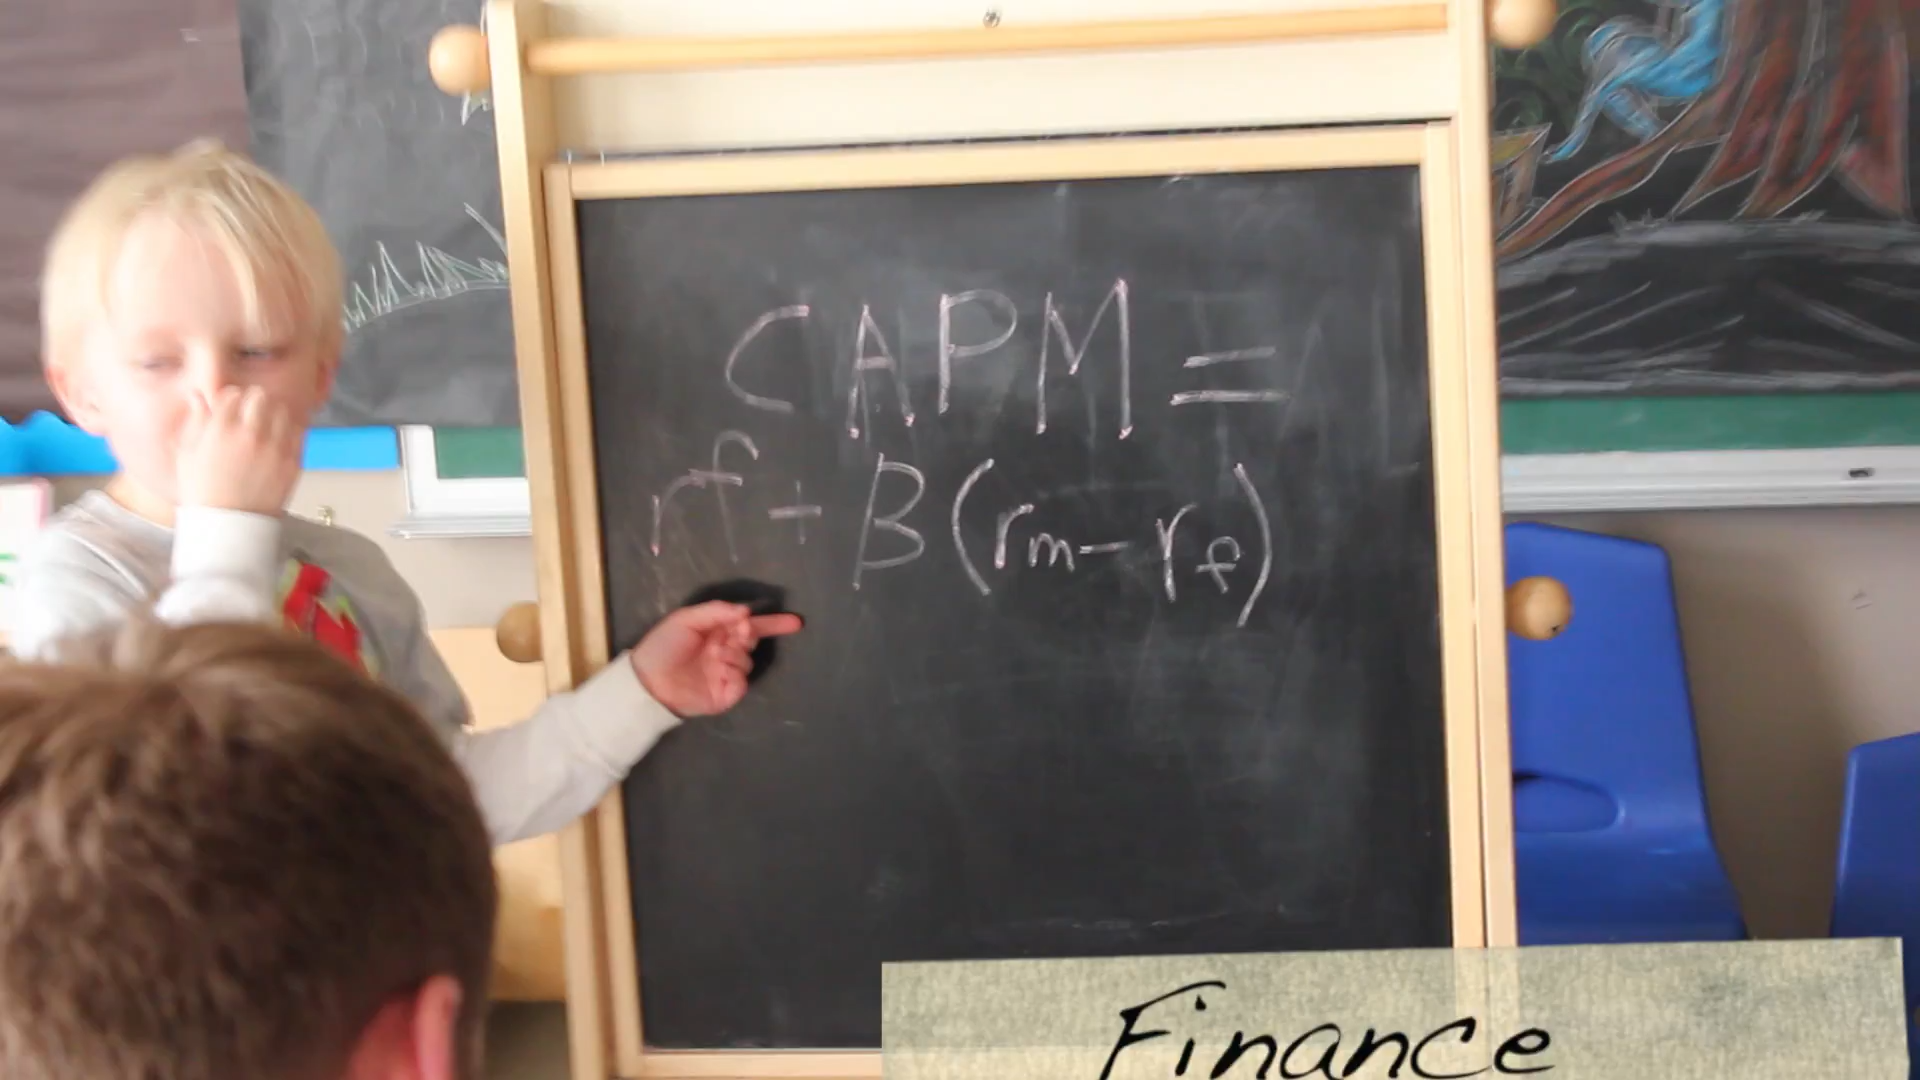 CAPM =
rf + B (rm - rf)
Finance